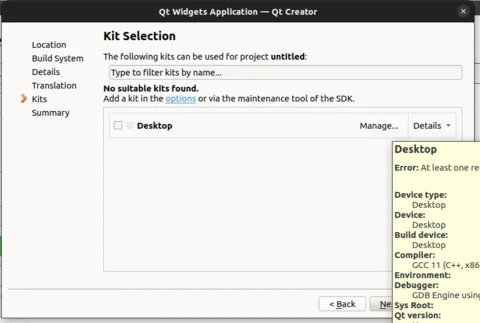 Qt Widgets Application — Qt Creator
Location
Build System
Details
Translation
Kits
Summary
Kit Selection
The following kits can be used for project untitled:
Type to filter kits by name...
No suitable kits found.
Add a kit in the options or via the maintenance tool of the SDK.
Desktop
Manage...
Details
Desktop
Error: At least one re
Device type:
Desktop
Device:
Desktop
Build device:
Desktop
Compiler:
GCC 11 (C++, x86
Environment:
Debugger:
GDB Engine using
Sys Root:
Qt version:
< Back
Ne